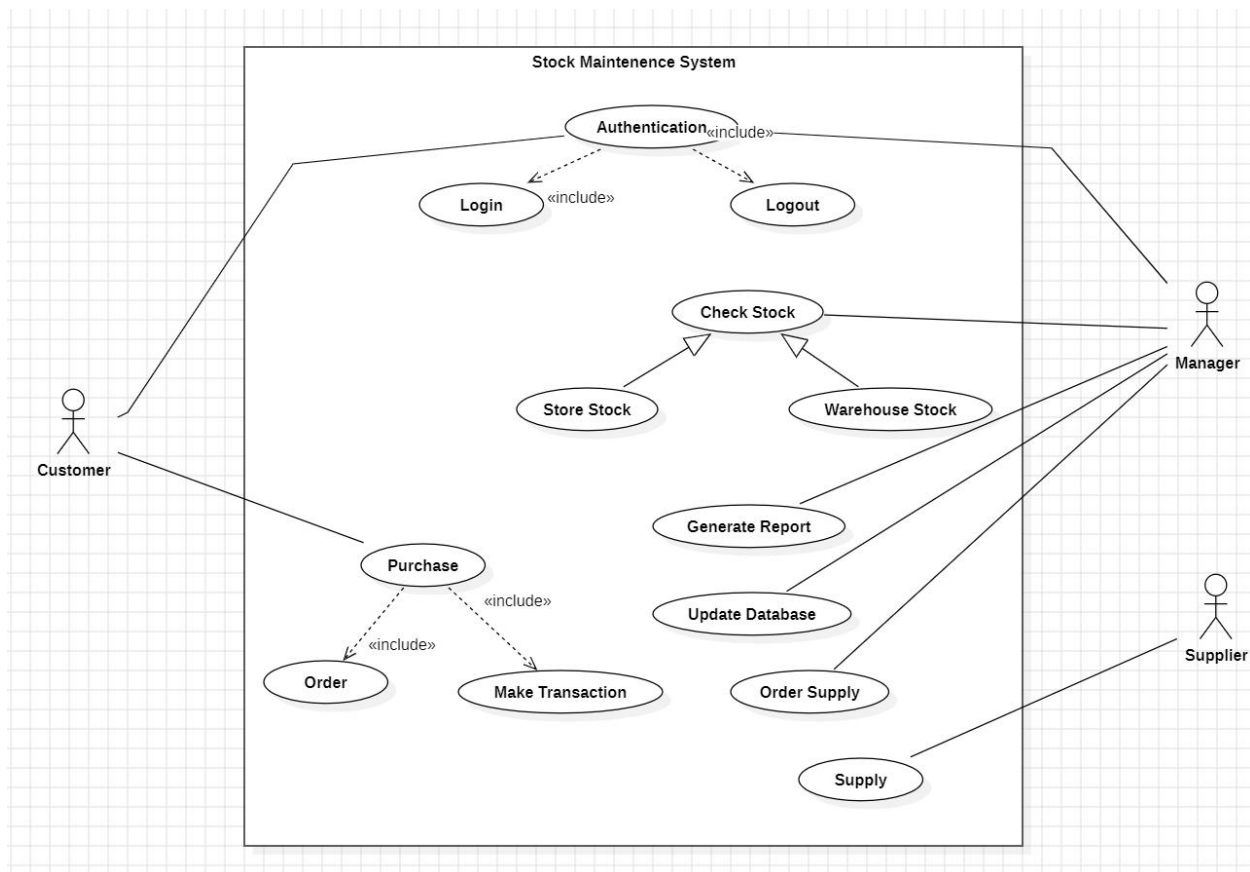 Stock Maintenence System
Authentication
«include»
Login
«include»
Logout
Check Stock
Manager
Store Stock
Warehouse Stock
Customer
Generate Report
Purchase
«include»
Update Database
«include»
Supplier
Order
Make Transaction
Order Supply
Supply